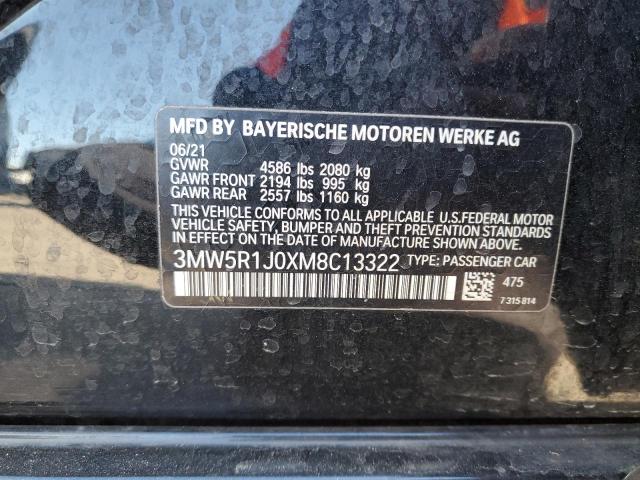 MFD BY BAYERISCHE MOTOREN WERKE AG
06/21
GVWR 4586 lbs 2080 kg
GAWR FRONT 2194 lbs 995 kg
GAWR REAR 2557 lbs 1160 kg
THIS VEHICLE CONFORMS TO ALL APPLICABLE U.S.FEDERAL MOTOR
VEHICLE SAFETY, BUMPER AND THEFT PREVENTION STANDARDS
IN EFFECT ON THE DATE OF MANUFACTURE SHOWN ABOVE.
3MW5R1J0XM8C13322 TYPE: PASSENGER CAR
475
7315814